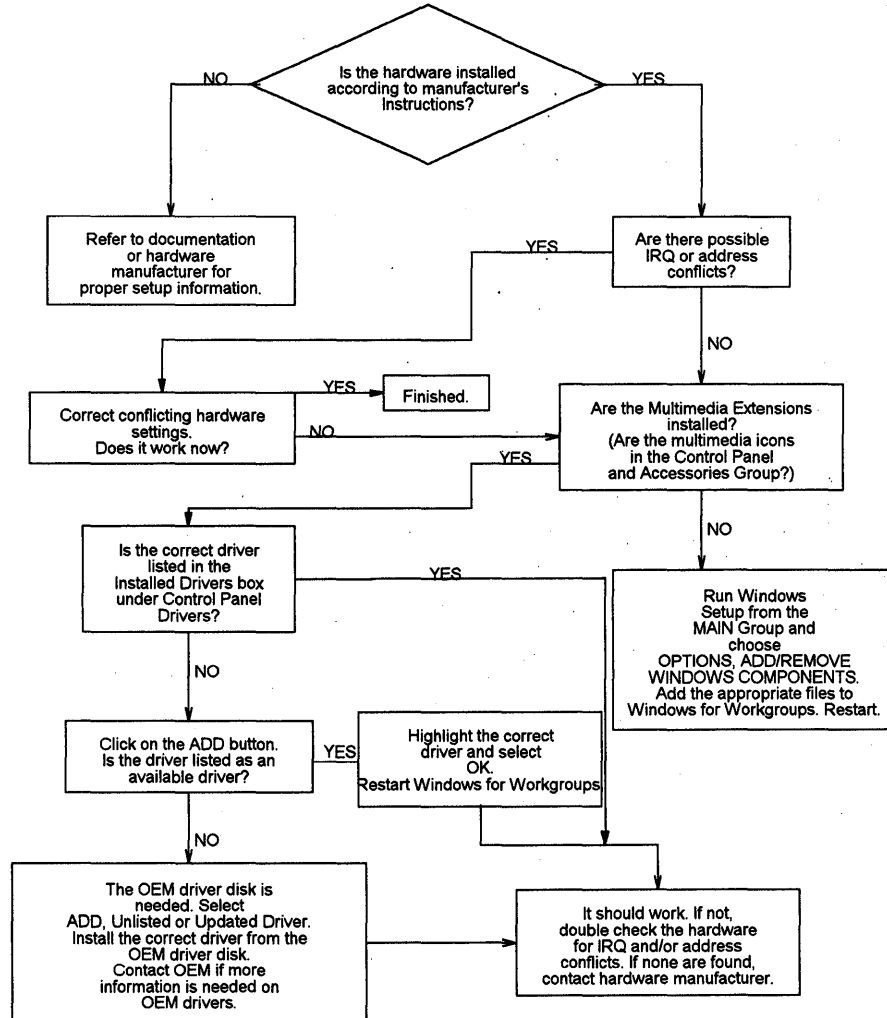 Is the hardware installed
according to manufacturer's
Instructions?
NO
YES
Refer to documentation
or hardware
manufacturer for
proper setup information.
Are there possible
IRQ or address
conflicts?
YES
NO
Correct conflicting hardware
settings.
Does it work now?
YES
Finished.
NO
Are the Multimedia Extensions
installed?
(Are the multimedia icons
in the Control Panel
and Accessories Group?)
YES
NO
Is the correct driver
listed in the
Installed Drivers box
under Control Panel
Drivers?
YES
NO
Run Windows
Setup from the
MAIN Group and
choose
OPTIONS, ADD/REMOVE
WINDOWS COMPONENTS.
Add the appropriate files to
Windows for Workgroups. Restart.
Click on the ADD button.
Is the driver listed as an
available driver?
YES
Highlight the correct
driver and select
OK.
Restart Windows for Workgroups
NO
The OEM driver disk is
needed. Select
ADD, Unlisted or Updated Driver.
Install the correct driver from the
OEM driver disk.
Contact OEM if more
information is needed on
OEM drivers.
It should work. If not,
double check the hardware
for IRQ and/or address
conflicts. If none are found,
contact hardware manufacturer.